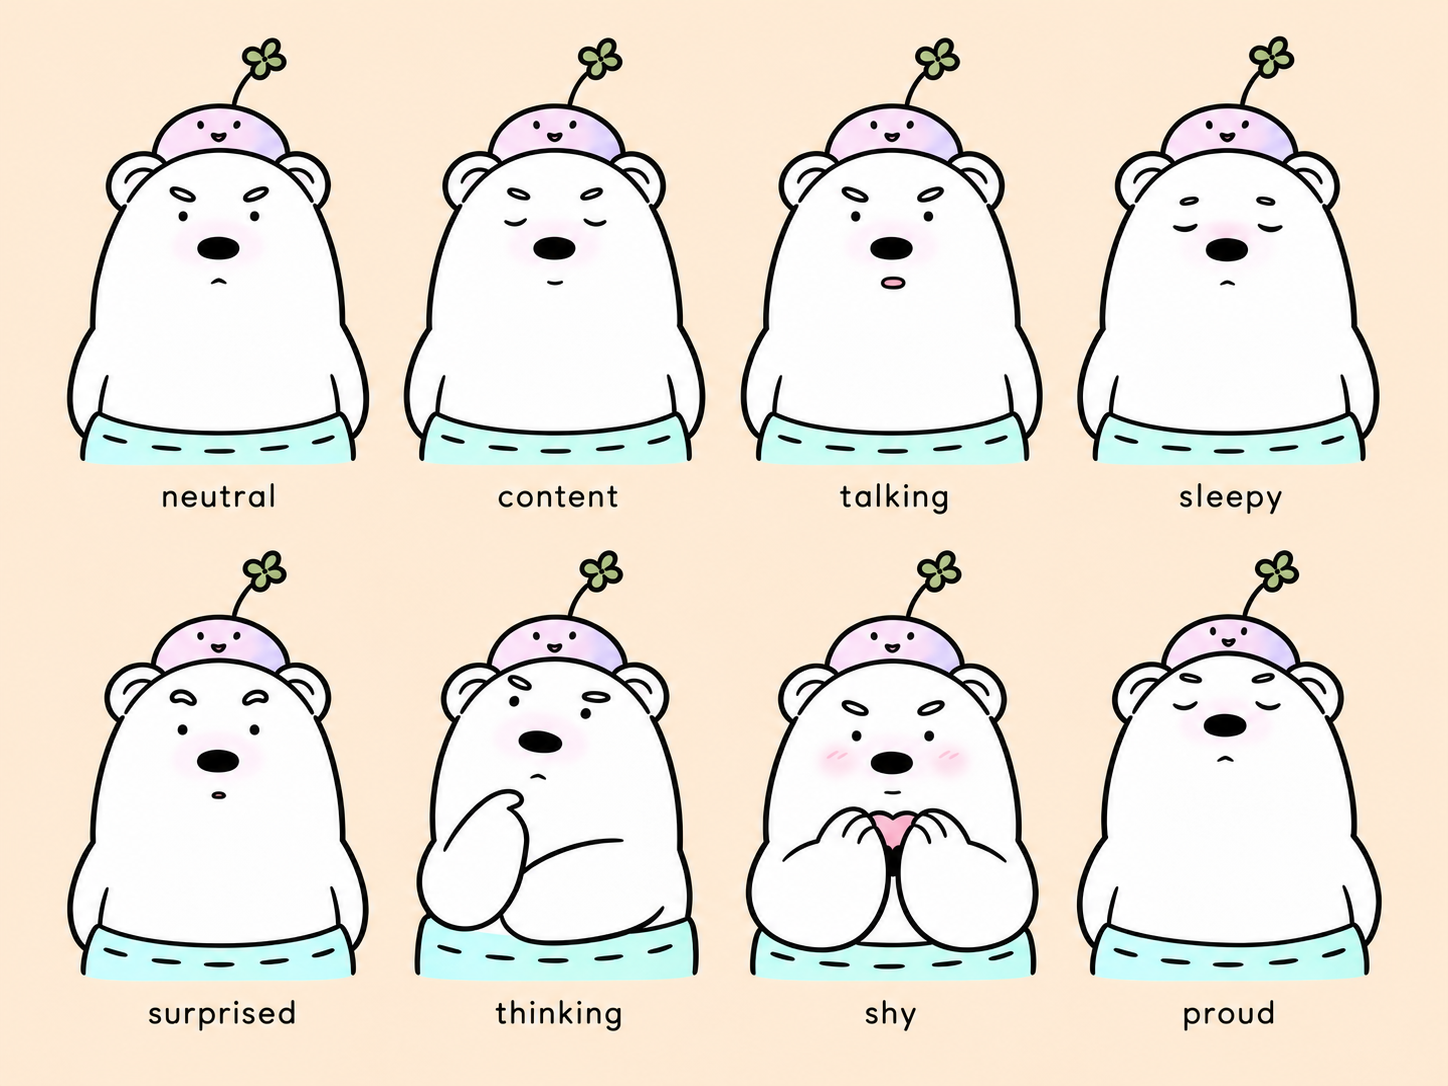 neutral
content
talking
sleepy
surprised
thinking
shy
proud